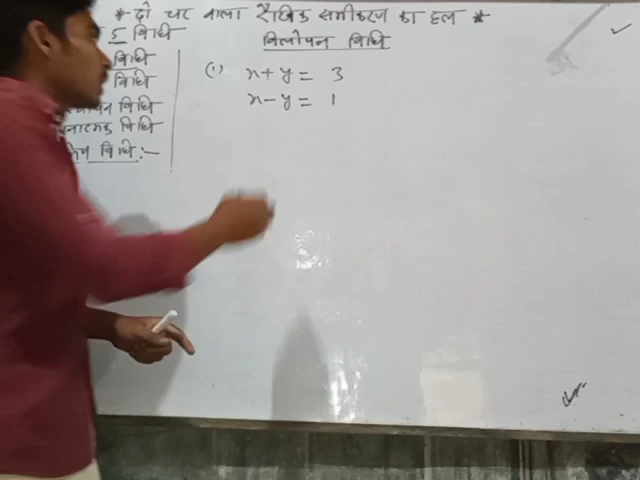 * दो चर वाला रैखिक समीकरण का हल *
5 विधि
विधि
विधि
विधि
विधि
विधि :-
विलोपन विधि
(1) x + y = 3
x - y = 1